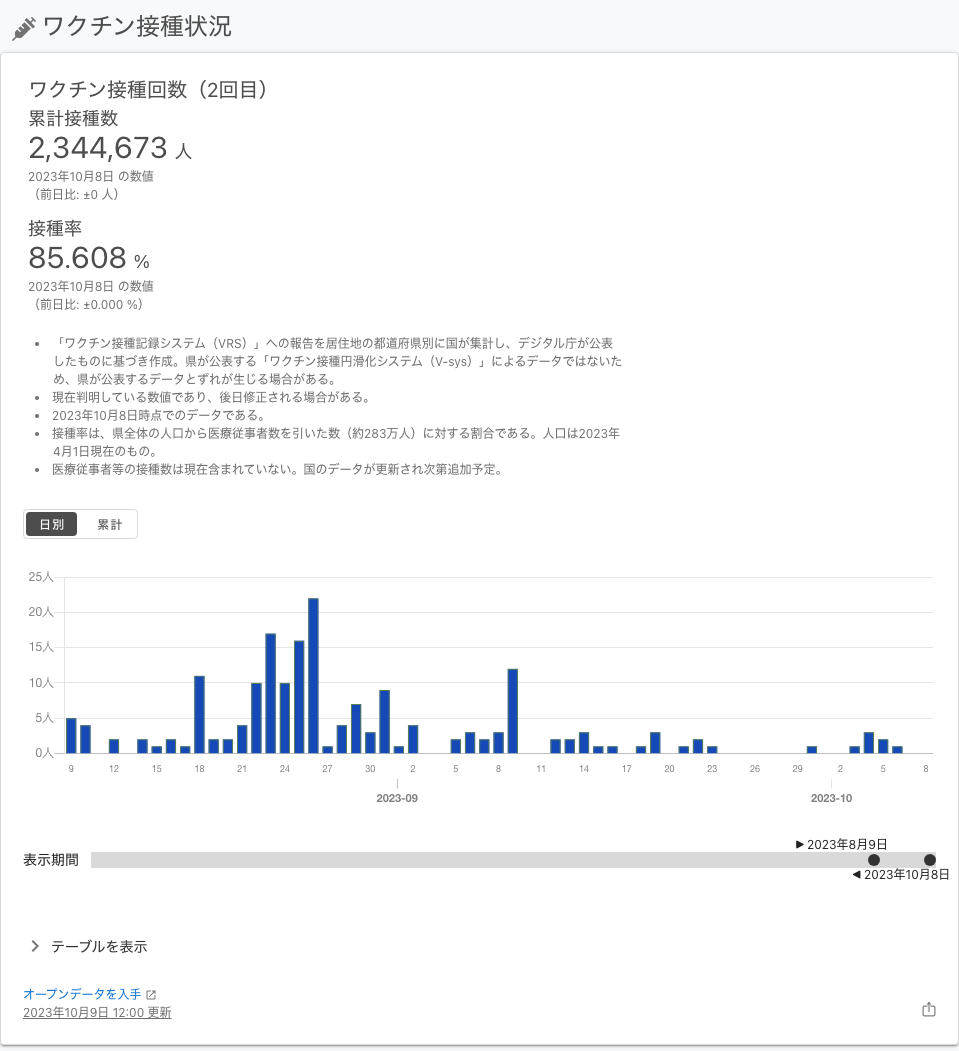 ワクチン接種状況
ワクチン接種回数（2回目）
累計接種数
2,344,673 人
2023年10月8日 の数値
（前日比: ±0 人）
接種率
85.608 %
2023年10月8日 の数値
（前日比: ±0.000 %）
• 「ワクチン接種記録システム（VRS）」への報告を居住地の都道府県別に国が集計し、デジタル庁が公表
したものに基づき作成。県が公表する「ワクチン接種円滑化システム（V-sys）」によるデータではないた
め、県が公表するデータとずれが生じる場合がある。
• 現在判明している数値であり、後日修正される場合がある。
• 2023年10月8日時点でのデータである。
• 接種率は、県全体の人口から医療従事者数を引いた数（約283万人）に対する割合である。人口は2023年
4月1日現在のもの。
• 医療従事者等の接種数は現在含まれていない。国のデータが更新され次第追加予定。
日別 累計
25人
20人
15人
10人
5人
0人
9 12 15 18 21 24 27 30 2 5 8 11 14 17 20 23 26 29 2 5 8
2023-09 2023-10
▶ 2023年8月9日
表示期間
◀ 2023年10月8日
テーブルを表示
オープンデータを入手
2023年10月9日 12:00 更新